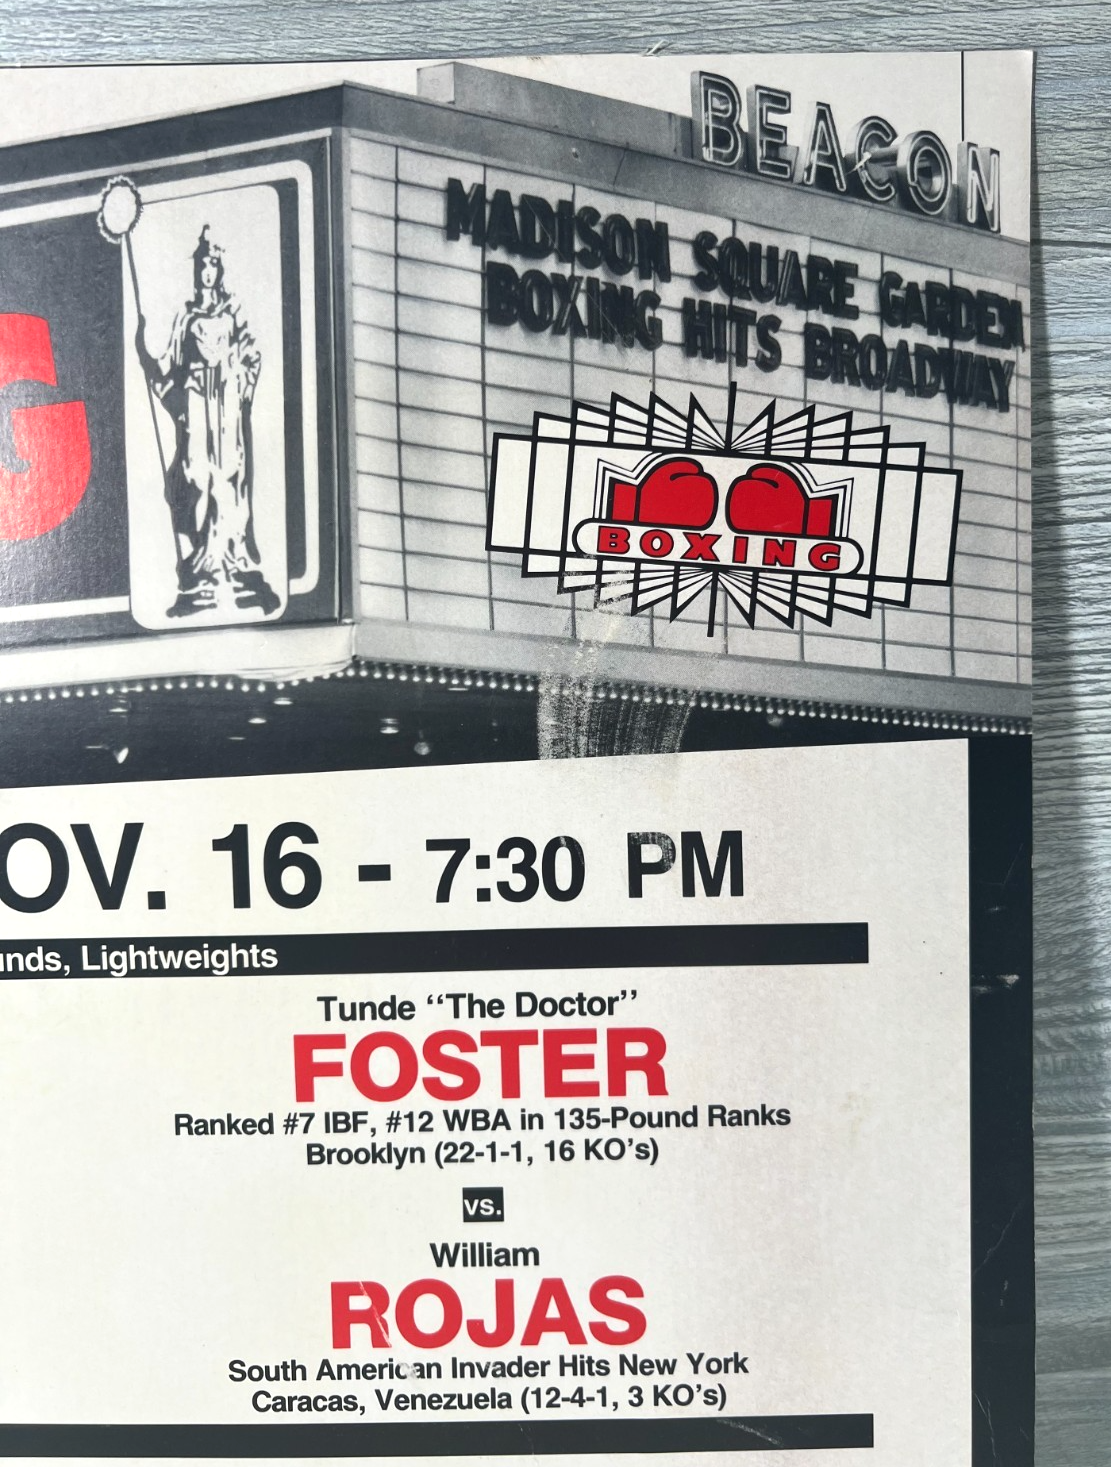 BEACON
MADISON SQUARE GARDEN
BOXING HITS BROADWAY
G
BOXING
OV. 16 - 7:30 PM
unds, Lightweights
Tunde “The Doctor”
FOSTER
Ranked #7 IBF, #12 WBA in 135-Pound Ranks
Brooklyn (22-1-1, 16 KO’s)
vs.
William
ROJAS
South American Invader Hits New York
Caracas, Venezuela (12-4-1, 3 KO’s)